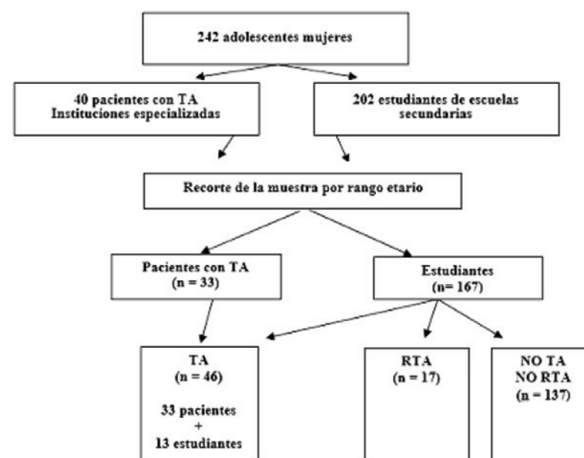 242 adolescentes mujeres
40 pacientes con TA
Instituciones especializadas
202 estudiantes de escuelas
secundarias
Recorte de la muestra por rango etario
Pacientes con TA
(n = 33)
Estudiantes
(n= 167)
TA
(n = 46)
33 pacientes
+
13 estudiantes
RTA
(n = 17)
NO TA
NO RTA
(n = 137)